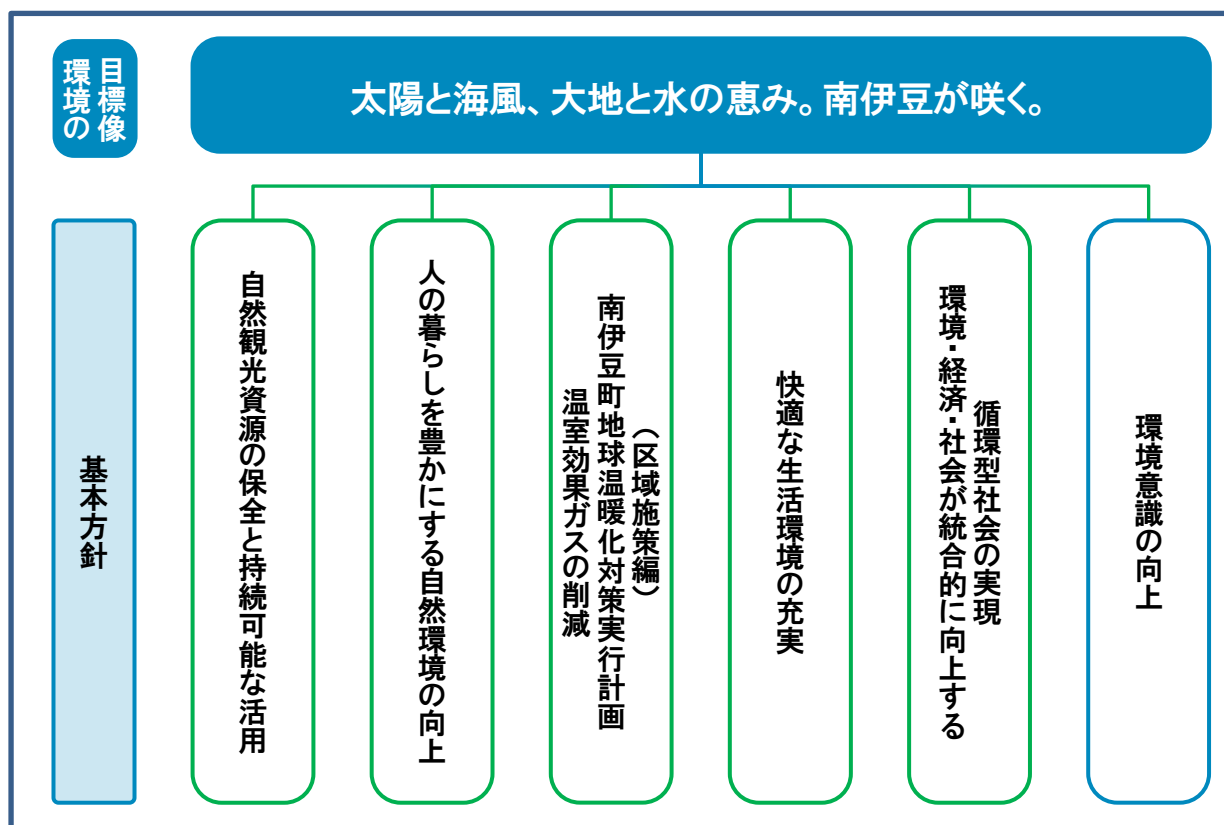 環境の
目標像
太陽と海風、大地と水の恵み。南伊豆が咲く。
基本方針
自然観光資源の保全と持続可能な活用
人の暮らしを豊かにする自然環境の向上
温室効果ガスの削減
南伊豆町地球温暖化対策実行計画
（区域施策編）
快適な生活環境の充実
環境・経済・社会が統合的に向上する
循環型社会の実現
環境意識の向上